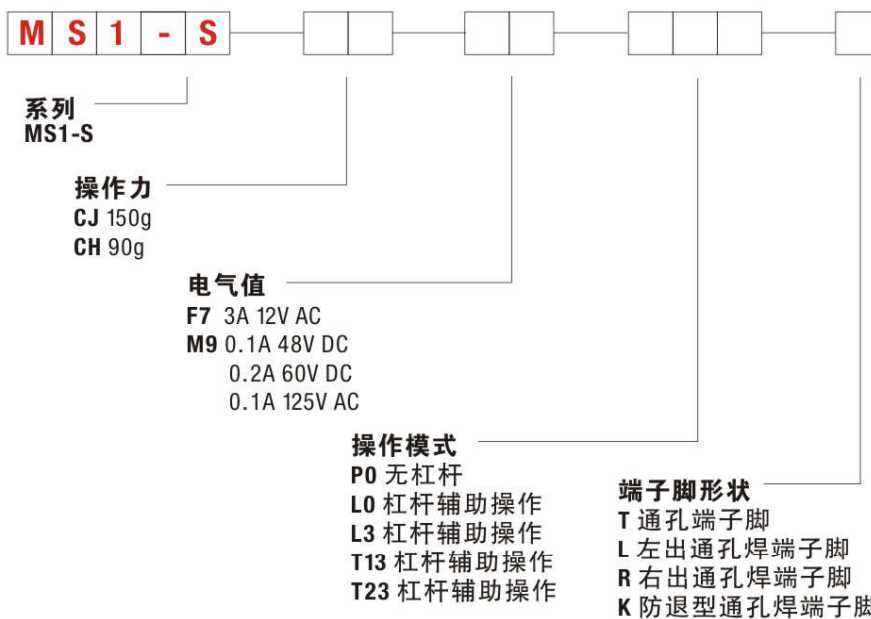 MS1-S
系列
MS1-S
操作力
CJ 150g
CH 90g
电气值
F7 3A 12V AC
M9 0.1A 48V DC
0.2A 60V DC
0.1A 125V AC
操作模式
P0 无杠杆
L0 杠杆辅助操作
L3 杠杆辅助操作
T13 杠杆辅助操作
T23 杠杆辅助操作
端子脚形状
T 通孔端子脚
L 左出通孔焊端子脚
R 右出通孔焊端子脚
K 防退型通孔焊端子脚